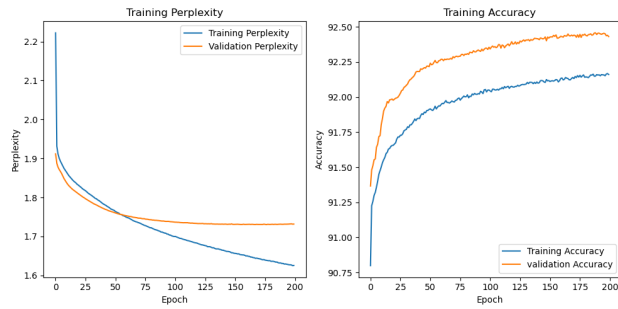 Training Perplexity
Training Perplexity
Validation Perplexity
2.2
2.1
2.0
1.9
1.8
1.7
1.6
Perplexity
0 25 50 75 100 125 150 175 200
Epoch
Training Accuracy
92.50
92.25
92.00
91.75
91.50
91.25
91.00
90.75
Accuracy
Training Accuracy
validation Accuracy
0 25 50 75 100 125 150 175 200
Epoch